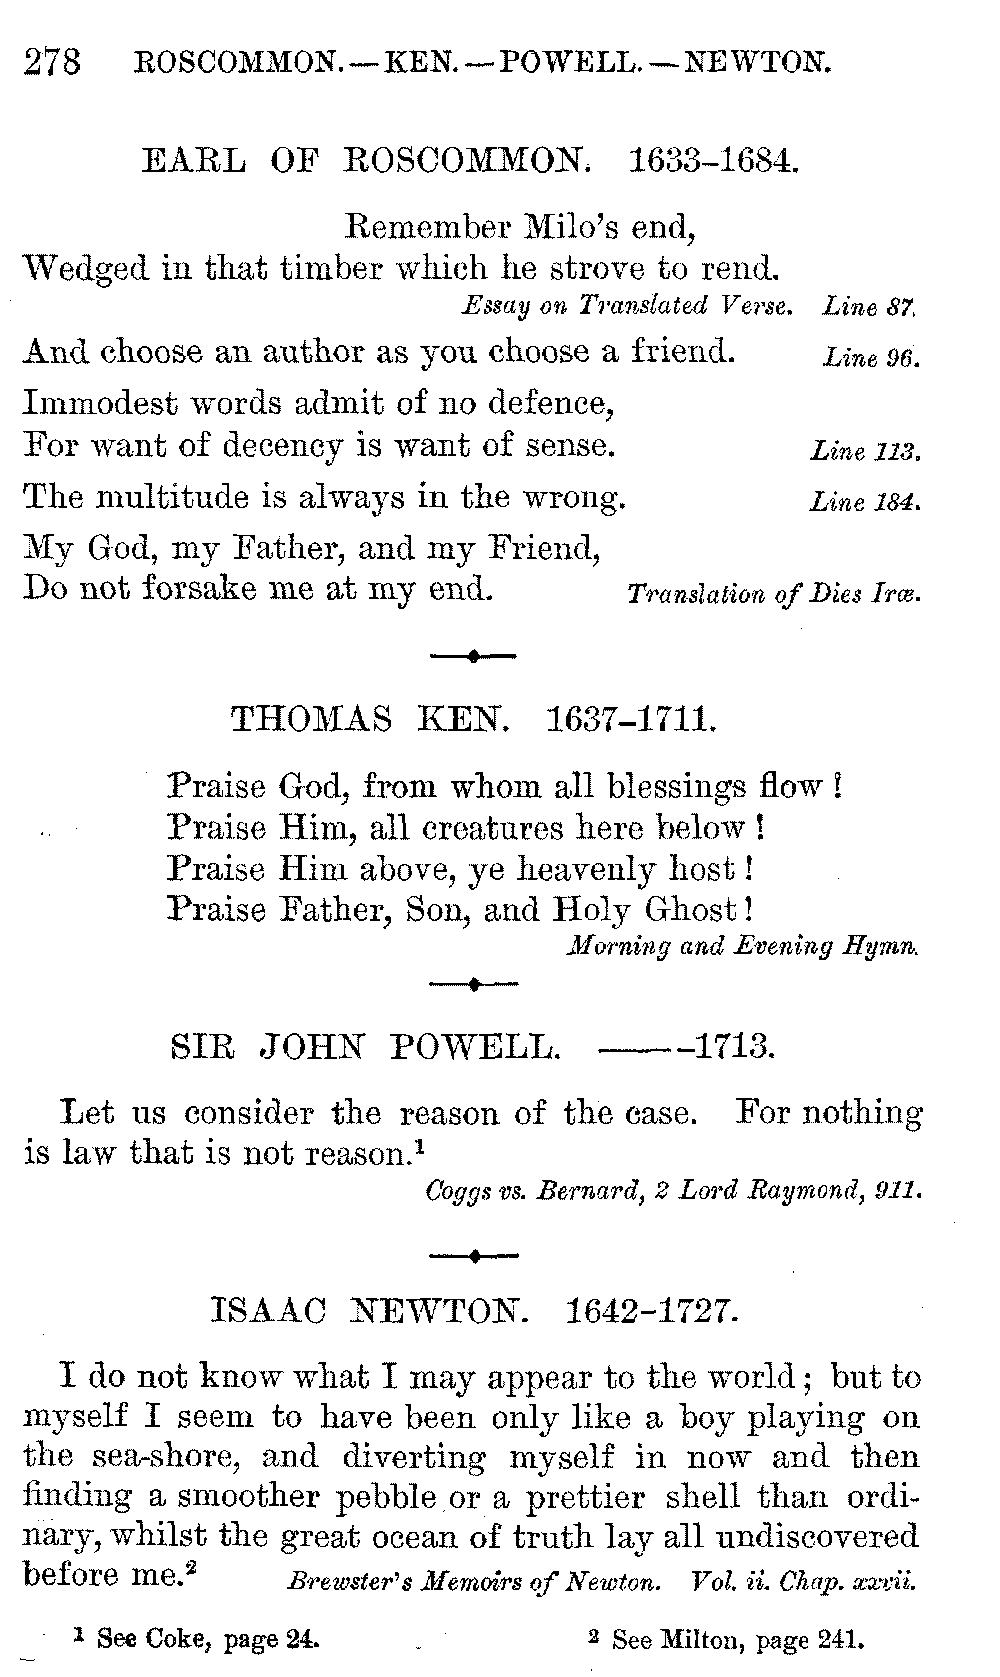 278 ROSCOMMON. — KEN. — POWELL. — NEWTON.
EARL OF ROSCOMMON. 1633–1684.
Remember Milo's end,
Wedged in that timber which he strove to rend.
Essay on Translated Verse. Line 87.
And choose an author as you choose a friend. Line 96.
Immodest words admit of no defence,
For want of decency is want of sense. Line 113.
The multitude is always in the wrong. Line 184.
My God, my Father, and my Friend,
Do not forsake me at my end. Translation of Dies Iræ.
THOMAS KEN. 1637–1711.
Praise God, from whom all blessings flow!
Praise Him, all creatures here below!
Praise Him above, ye heavenly host!
Praise Father, Son, and Holy Ghost!
Morning and Evening Hymn.
SIR JOHN POWELL. ——–1713.
Let us consider the reason of the case. For nothing
is law that is not reason.¹
Coggs vs. Bernard, 2 Lord Raymond, 911.
ISAAC NEWTON. 1642–1727.
I do not know what I may appear to the world; but to
myself I seem to have been only like a boy playing on
the sea-shore, and diverting myself in now and then
finding a smoother pebble or a prettier shell than ordi-
nary, whilst the great ocean of truth lay all undiscovered
before me.² Brewster's Memoirs of Newton. Vol. ii. Chap. xxvii.
¹ See Coke, page 24. ² See Milton, page 241.